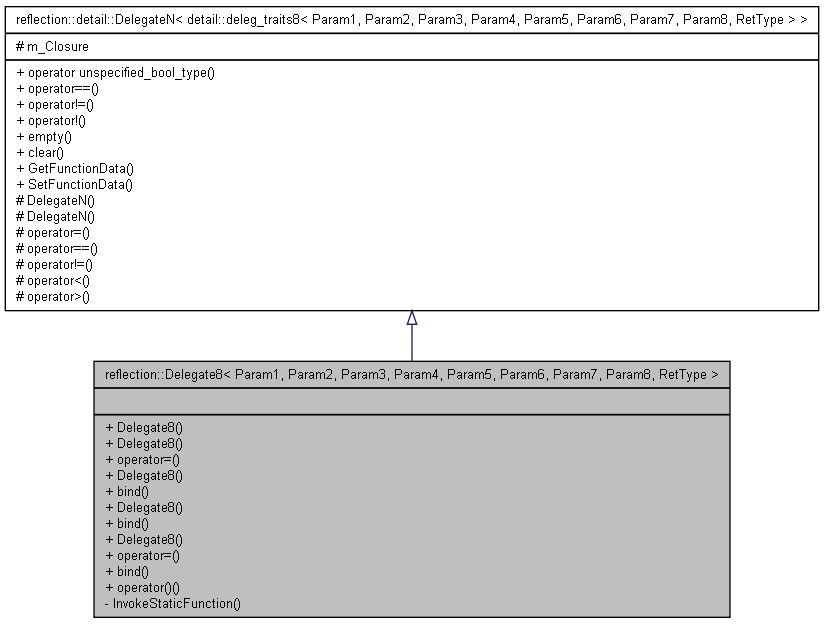 reflection::detail::DelegateN< detail::deleg_traits8< Param1, Param2, Param3, Param4, Param5, Param6, Param7, Param8, RetType > >
# m_Closure
+ operator unspecified_bool_type()
+ operator==()
+ operator!=()
+ operator!()
+ empty()
+ clear()
+ GetFunctionData()
+ SetFunctionData()
# DelegateN()
# DelegateN()
# operator=()
# operator==()
# operator!=()
# operator<()
# operator>()
reflection::Delegate8< Param1, Param2, Param3, Param4, Param5, Param6, Param7, Param8, RetType >
+ Delegate8()
+ Delegate8()
+ operator=()
+ Delegate8()
+ bind()
+ Delegate8()
+ bind()
+ Delegate8()
+ operator=()
+ bind()
+ operator()()
- InvokeStaticFunction()